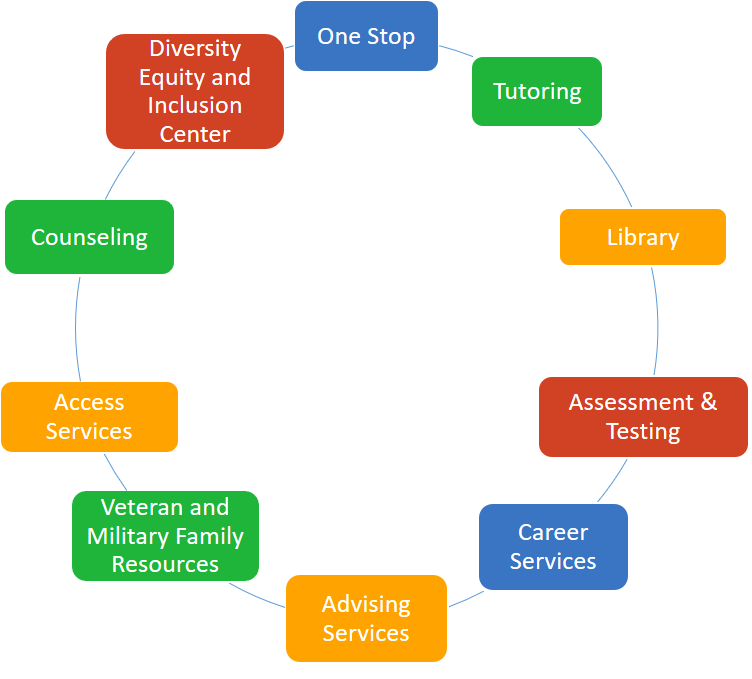 One Stop
Tutoring
Library
Assessment &
Testing
Career
Services
Advising
Services
Veteran and
Military Family
Resources
Access
Services
Counseling
Diversity
Equity and
Inclusion
Center